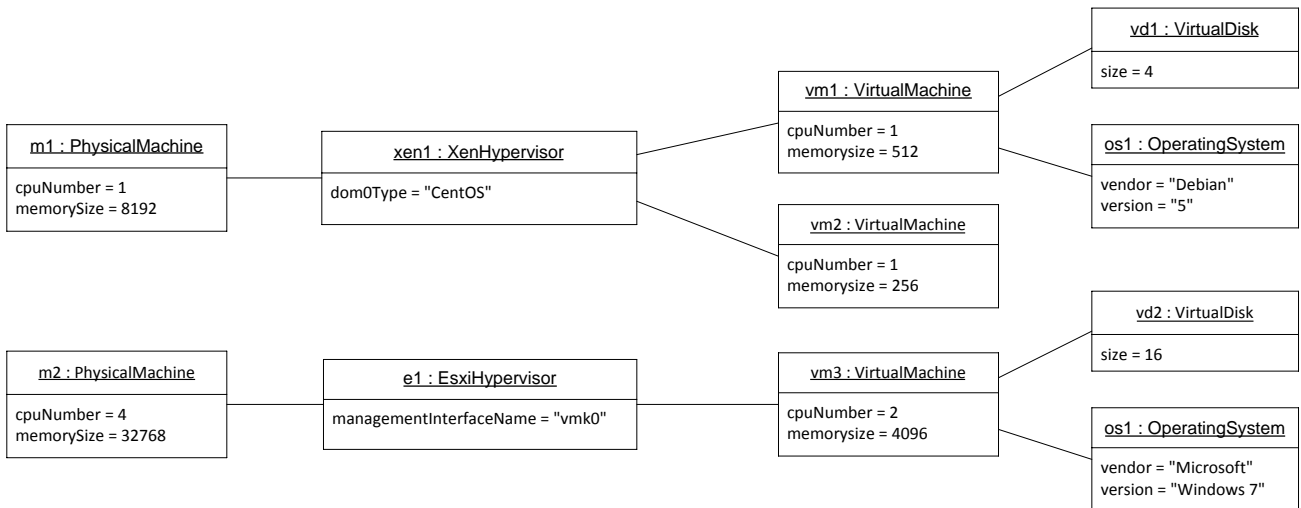 vd1 : VirtualDisk
size = 4
vm1 : VirtualMachine
cpuNumber = 1
memorysize = 512
m1 : PhysicalMachine
cpuNumber = 1
memorySize = 8192
xen1 : XenHypervisor
dom0Type = "CentOS"
os1 : OperatingSystem
vendor = "Debian"
version = "5"
vm2 : VirtualMachine
cpuNumber = 1
memorysize = 256
vd2 : VirtualDisk
size = 16
m2 : PhysicalMachine
cpuNumber = 4
memorySize = 32768
e1 : EsxiHypervisor
managementInterfaceName = "vmk0"
vm3 : VirtualMachine
cpuNumber = 2
memorysize = 4096
os1 : OperatingSystem
vendor = "Microsoft"
version = "Windows 7"